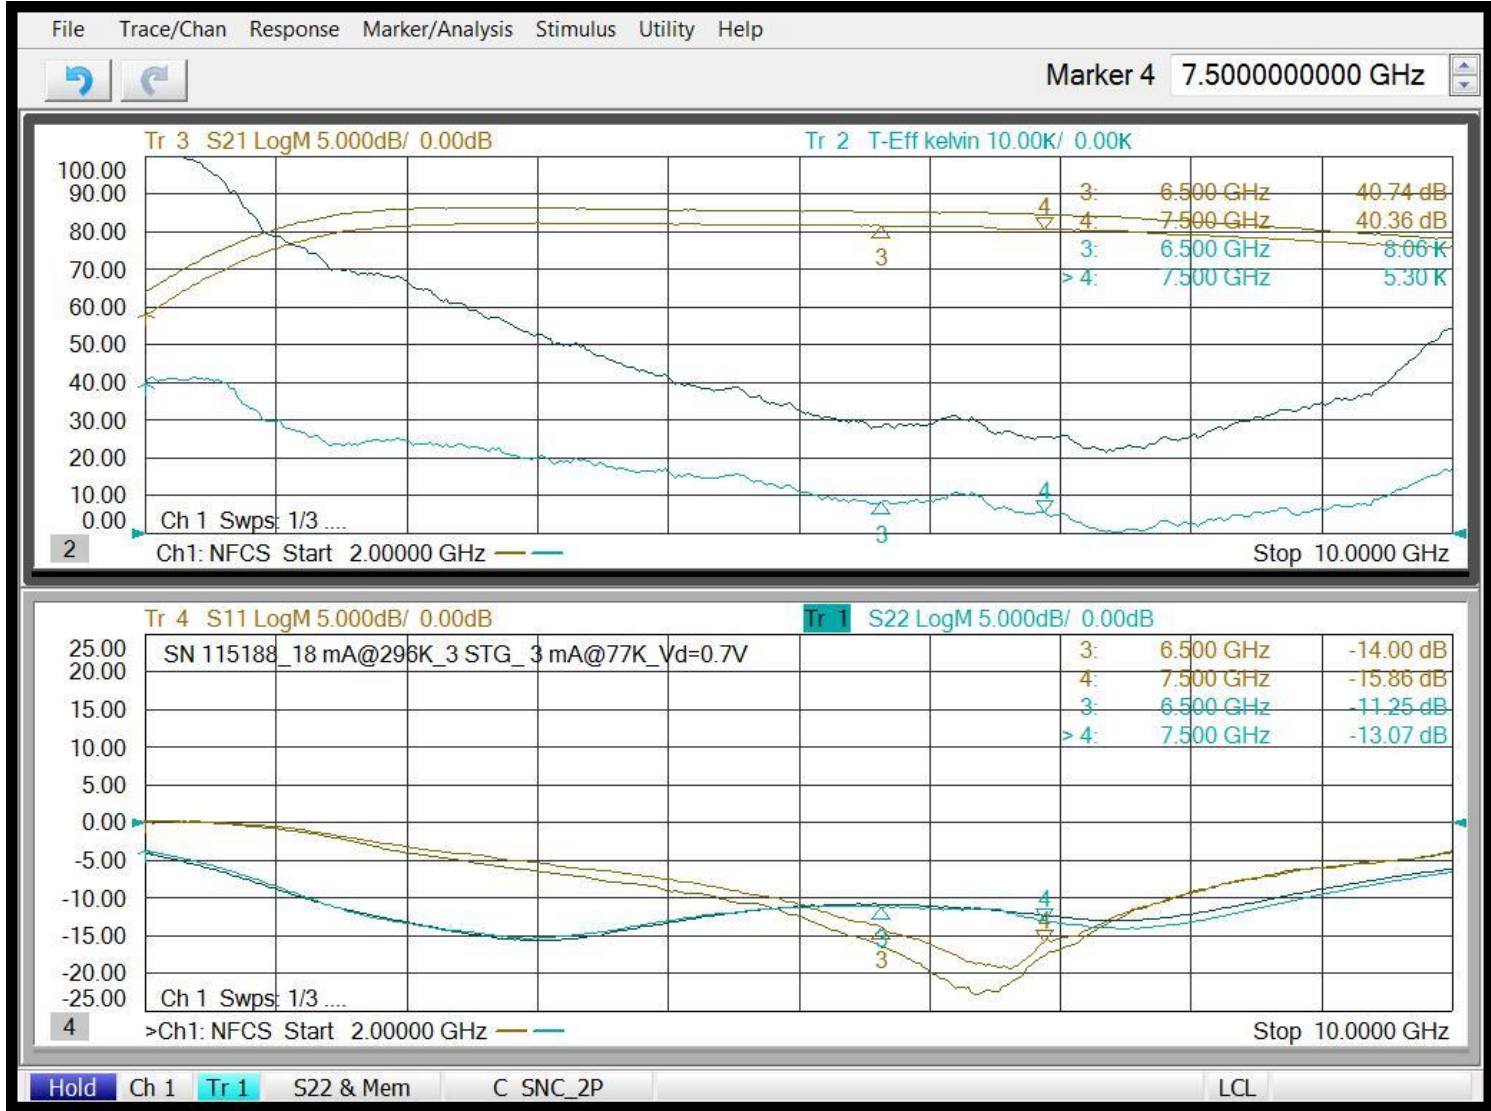 File Trace/Chan Response Marker/Analysis Stimulus Utility Help
Marker 4 7.5000000000 GHz
Tr 3 S21 LogM 5.000dB/ 0.00dB Tr 2 T-Eff kelvin 10.00K/ 0.00K
100.00
90.00
80.00
70.00
60.00
50.00
40.00
30.00
20.00
10.00
0.00
3: 6.500 GHz 40.74 dB
4: 7.500 GHz 40.36 dB
3: 6.500 GHz 8.06 K
> 4: 7.500 GHz 5.30 K
4
3
4
3
Ch 1 Swps: 1/3 ....
2 Ch1: NFCS Start 2.00000 GHz Stop 10.0000 GHz
Tr 4 S11 LogM 5.000dB/ 0.00dB Tr 1 S22 LogM 5.000dB/ 0.00dB
25.00
20.00
15.00
10.00
5.00
0.00
-5.00
-10.00
-15.00
-20.00
-25.00
SN 115188_18 mA@296K_3 STG_ 3 mA@77K_Vd=0.7V
3: 6.500 GHz -14.00 dB
4: 7.500 GHz -15.86 dB
3: 6.500 GHz -11.25 dB
> 4: 7.500 GHz -13.07 dB
4
4
3
3
Ch 1 Swps: 1/3 ....
4 >Ch1: NFCS Start 2.00000 GHz Stop 10.0000 GHz
Hold Ch 1 Tr 1 S22 & Mem C SNC_2P LCL